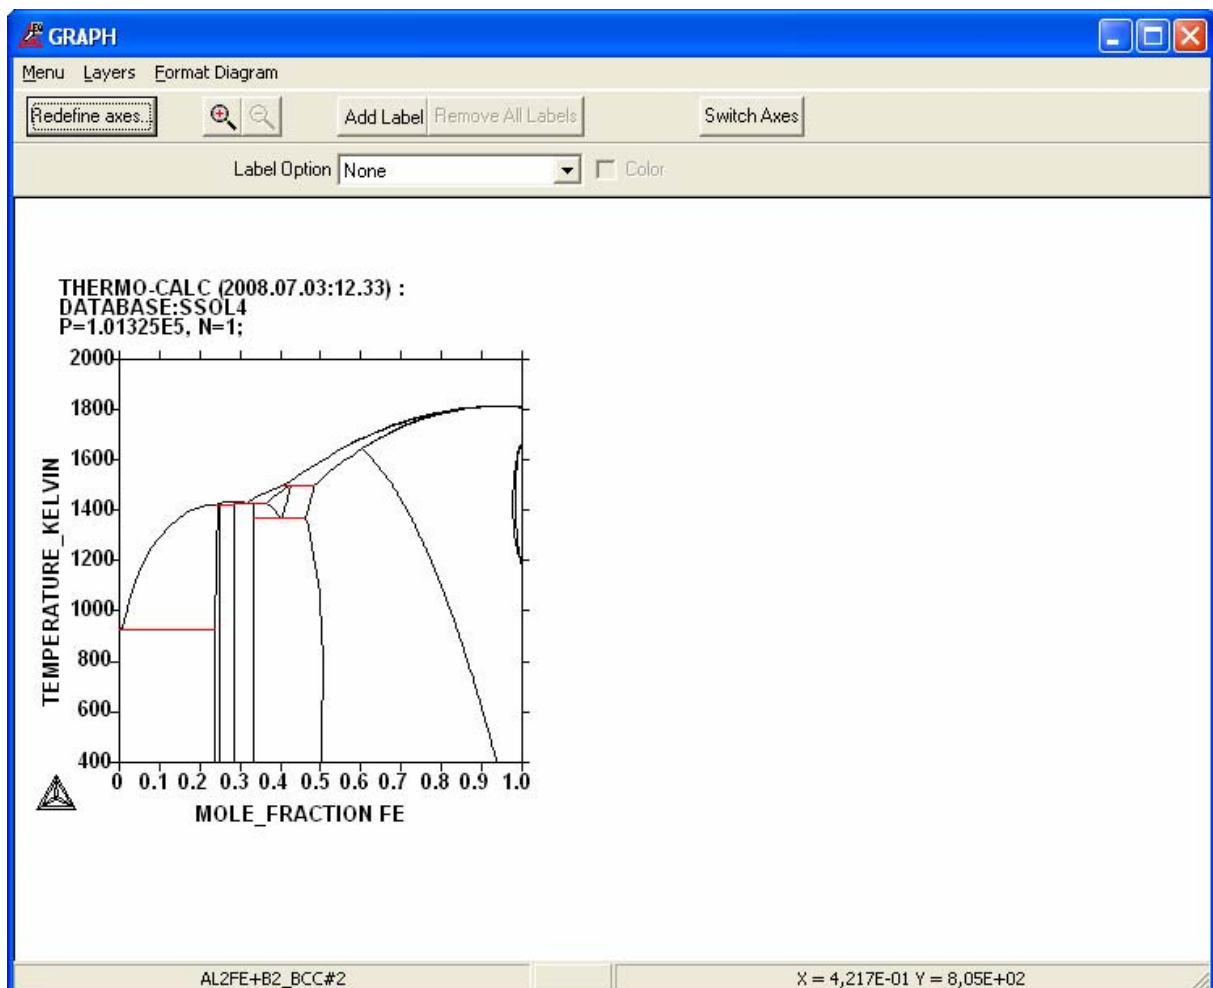 GRAPH
Menu Layers Format Diagram
Redefine axes.. Add Label Remove All Labels Switch Axes
Label Option None Color
THERMO-CALC (2008.07.03:12.33) :
DATABASE:SSOL4
P=1.01325E5, N=1;
2000
1800
1600
1400
1200
1000
800
600
400
TEMPERATURE_KELVIN
0 0.1 0.2 0.3 0.4 0.5 0.6 0.7 0.8 0.9 1.0
MOLE_FRACTION FE
AL2FE+B2_BCC#2 X = 4,217E-01 Y = 8,05E+02